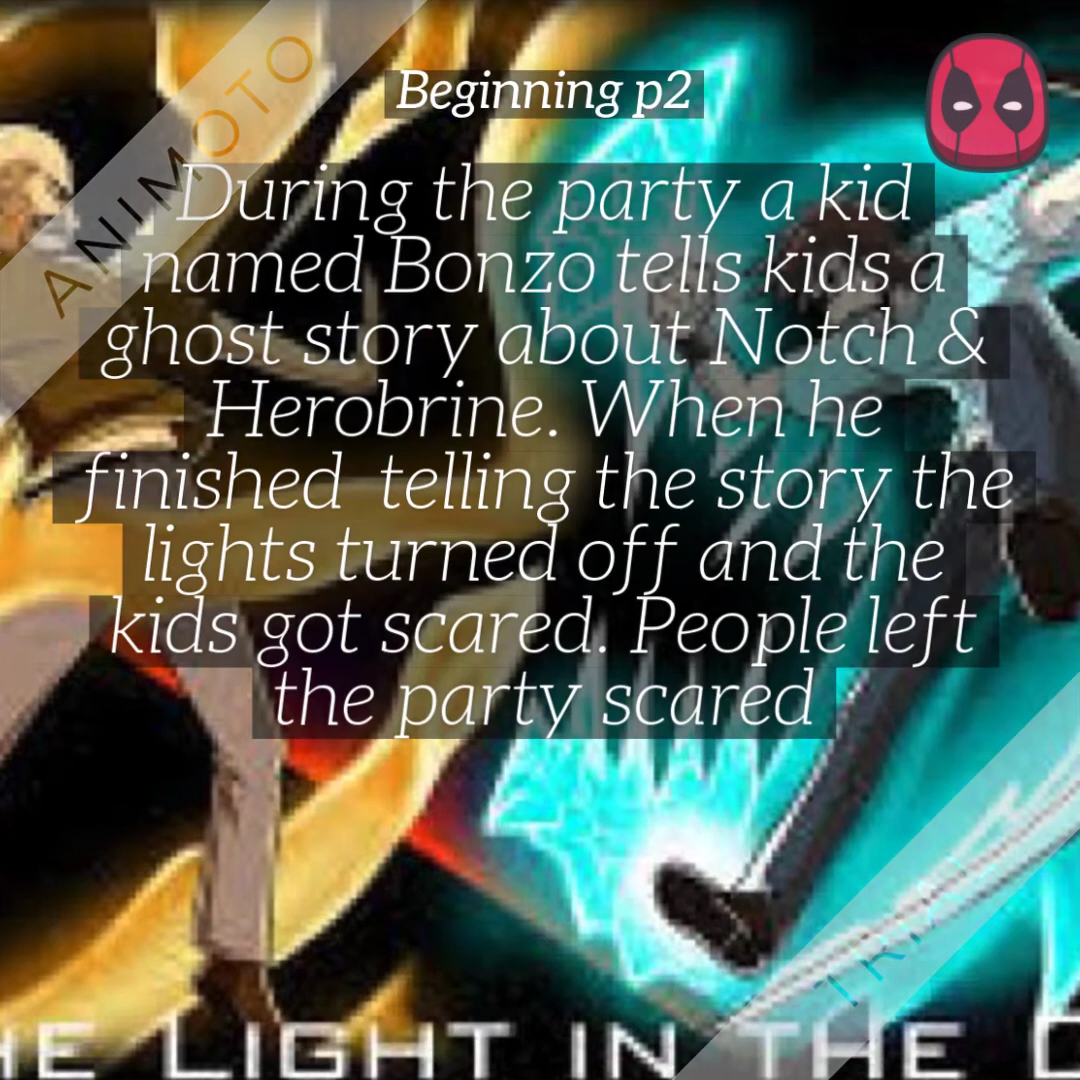 ANIMOTO
Beginning p2
During the party a kid
named Bonzo tells kids a
ghost story about Notch &
Herobrine. When he
finished  telling the story the
lights turned off and the
kids got scared. People left
the party scared
HE LIGHT IN THE